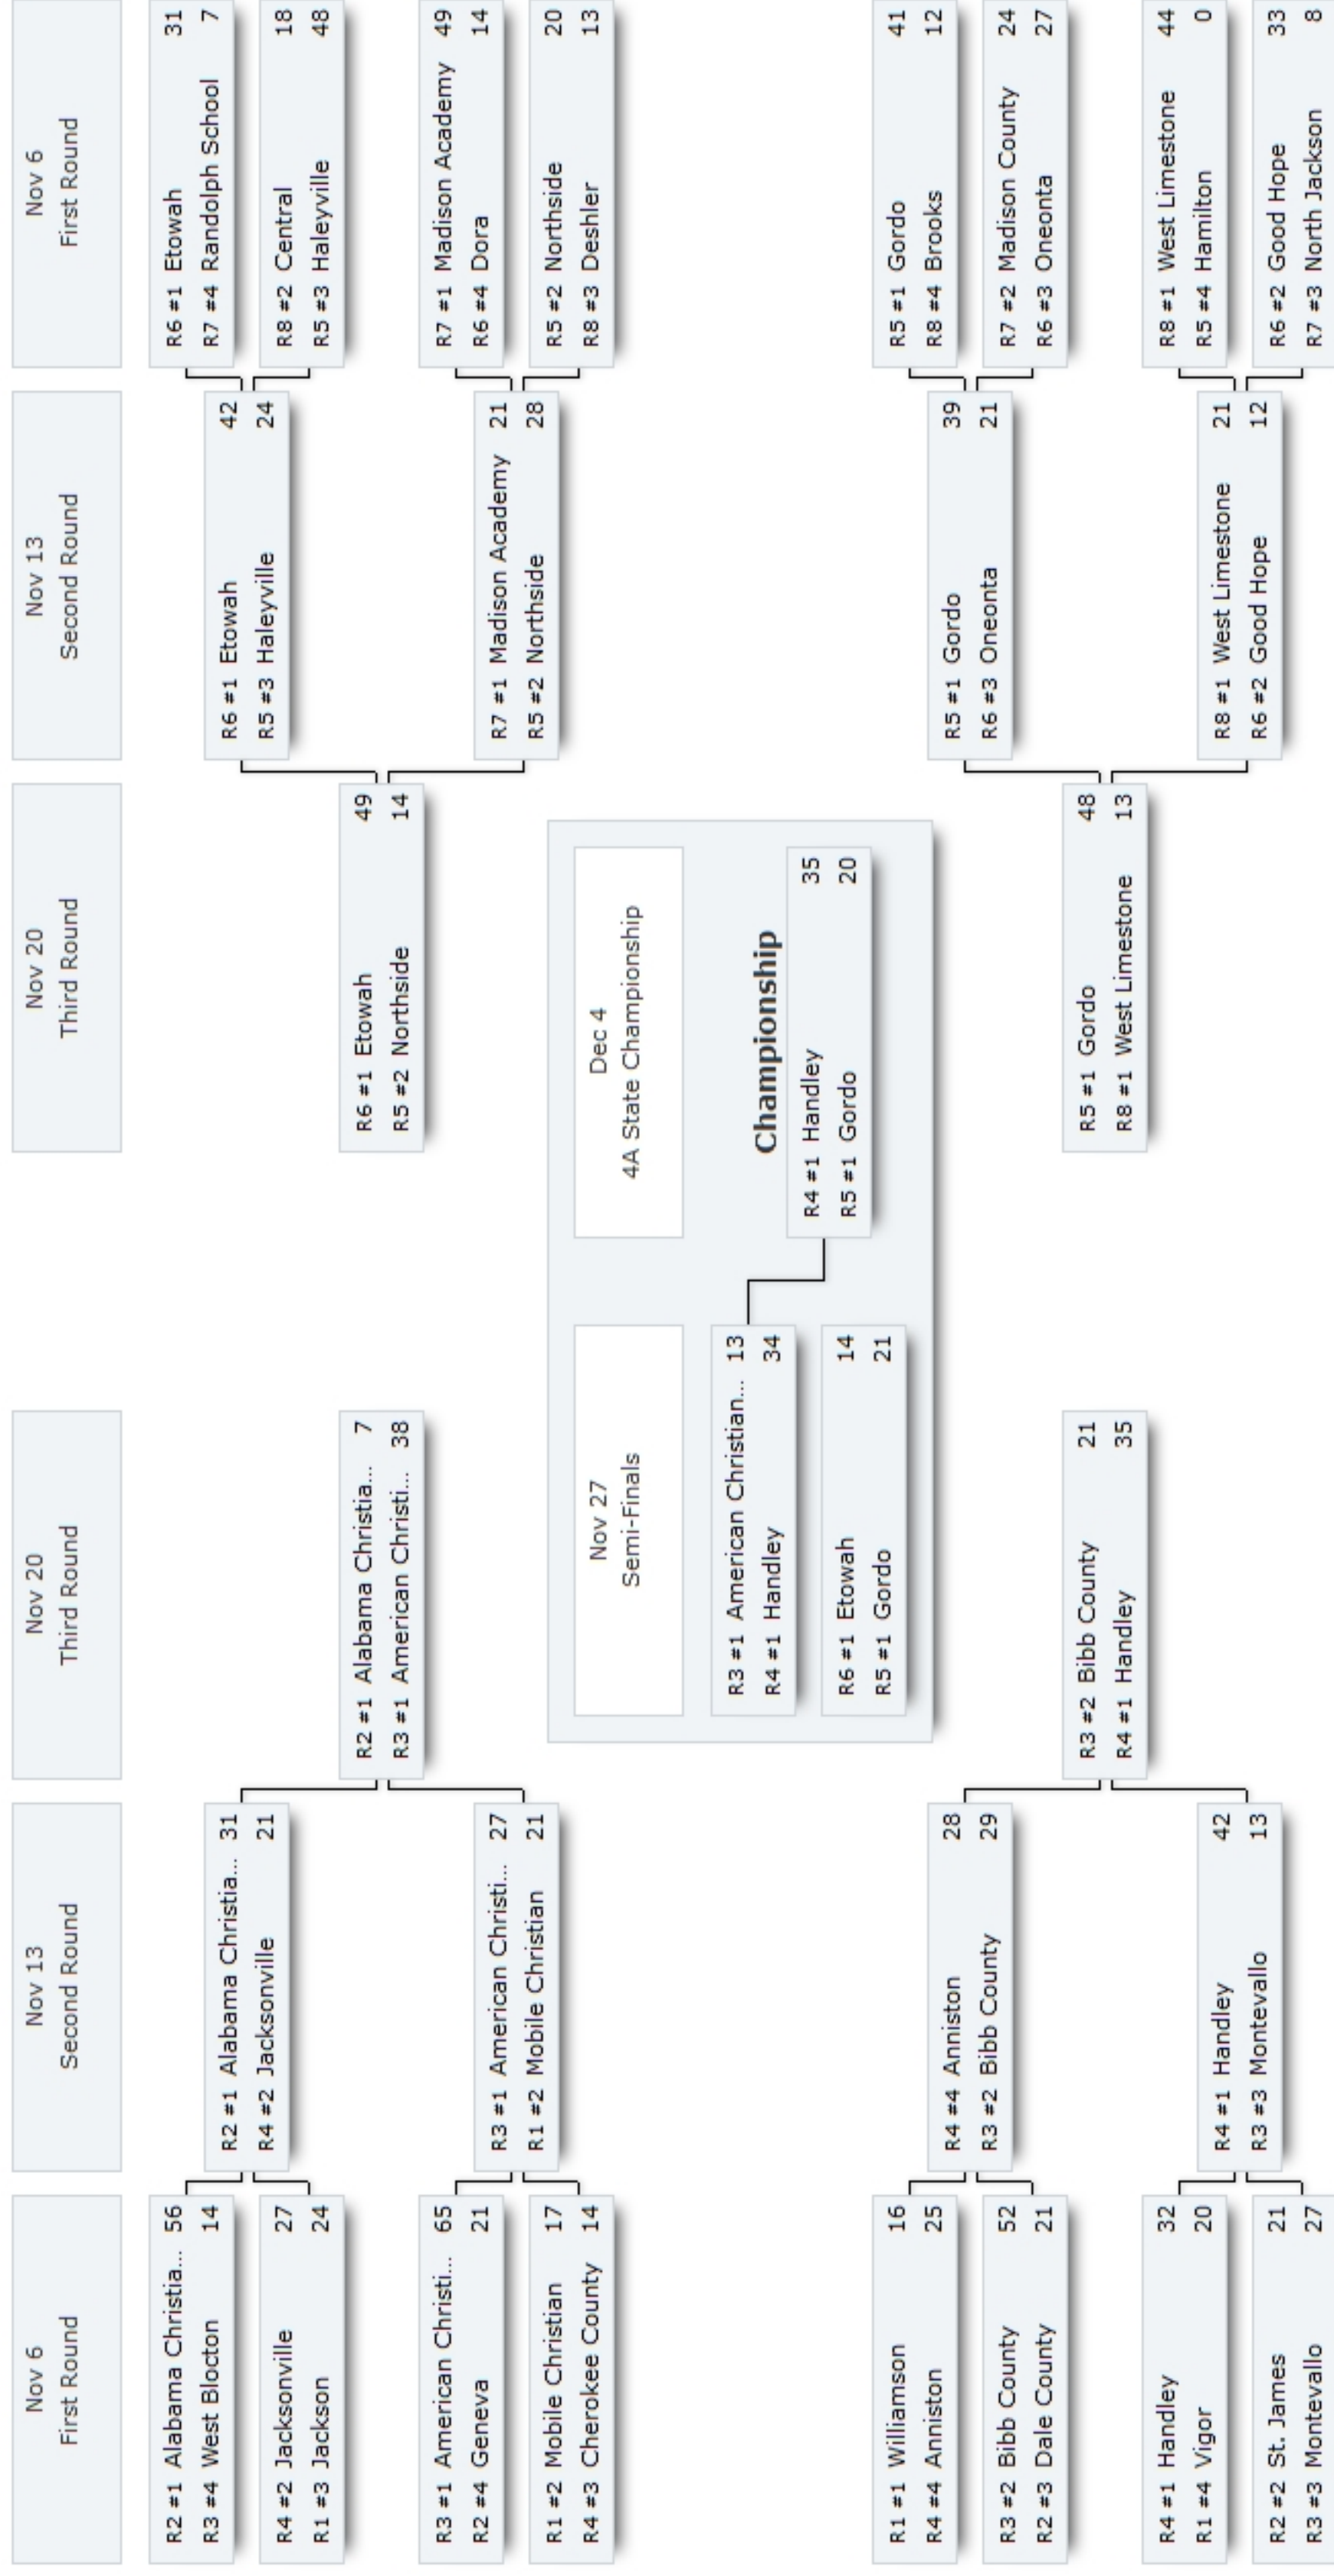 Nov 6
First Round
Nov 13
Second Round
Nov 20
Third Round
Nov 20
Third Round
Nov 13
Second Round
Nov 6
First Round
R2 #1 Alabama Christia... 56
R3 #4 West Blocton 14
R4 #2 Jacksonville 27
R1 #3 Jackson 24
R3 #1 American Christi... 65
R2 #4 Geneva 21
R1 #2 Mobile Christian 17
R4 #3 Cherokee County 14
R1 #1 Williamson 16
R4 #4 Anniston 25
R3 #2 Bibb County 52
R2 #3 Dale County 21
R4 #1 Handley 32
R1 #4 Vigor 20
R2 #2 St. James 21
R3 #3 Montevallo 27
R2 #1 Alabama Christia... 31
R4 #2 Jacksonville 21
R3 #1 American Christi... 27
R1 #2 Mobile Christian 21
R4 #4 Anniston 28
R3 #2 Bibb County 29
R4 #1 Handley 42
R3 #3 Montevallo 13
R2 #1 Alabama Christia... 7
R3 #1 American Christi... 38
R3 #2 Bibb County 21
R4 #1 Handley 35
Nov 27
Semi-Finals
R3 #1 American Christian... 13
R4 #1 Handley 34
R6 #1 Etowah 14
R5 #1 Gordo 21
Dec 4
4A State Championship
Championship
R4 #1 Handley 35
R5 #1 Gordo 20
R6 #1 Etowah 49
R5 #2 Northside 14
R5 #1 Gordo 48
R8 #1 West Limestone 13
R6 #1 Etowah 42
R5 #3 Haleyville 24
R7 #1 Madison Academy 21
R5 #2 Northside 28
R5 #1 Gordo 39
R6 #3 Oneonta 21
R8 #1 West Limestone 21
R6 #2 Good Hope 12
R6 #1 Etowah 31
R7 #4 Randolph School 7
R8 #2 Central 18
R5 #3 Haleyville 48
R7 #1 Madison Academy 49
R6 #4 Dora 14
R5 #2 Northside 20
R8 #3 Deshler 13
R5 #1 Gordo 41
R8 #4 Brooks 12
R7 #2 Madison County 24
R6 #3 Oneonta 27
R8 #1 West Limestone 44
R5 #4 Hamilton 0
R6 #2 Good Hope 33
R7 #3 North Jackson 8